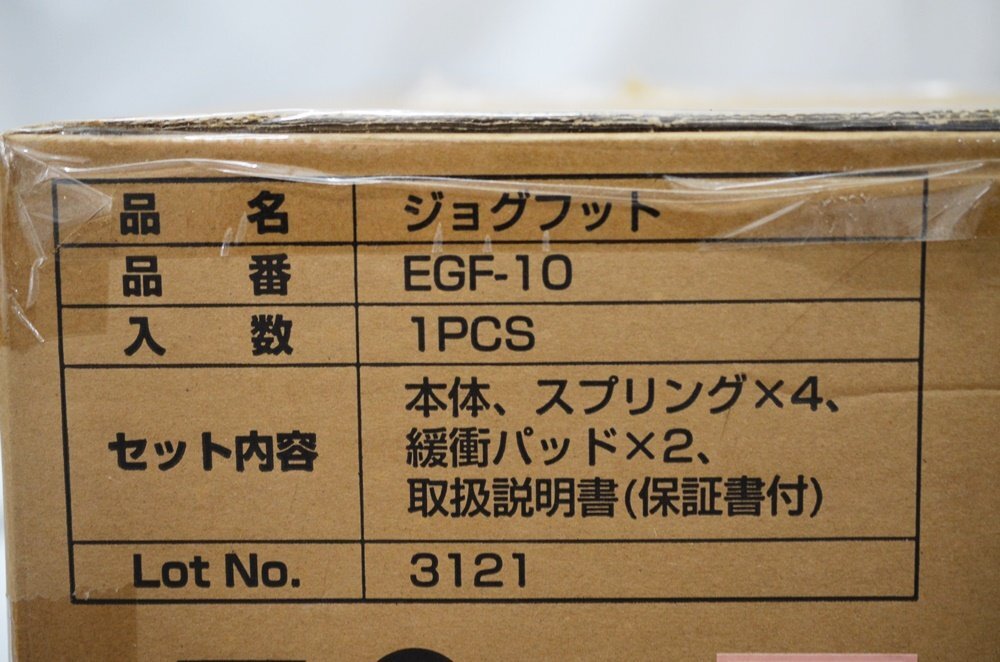 品名 ジョグフット
品番 EGF-10
入数 1PCS
セット内容 本体、スプリング×4、
緩衝パッド×2、
取扱説明書(保証書付)
Lot No. 3121